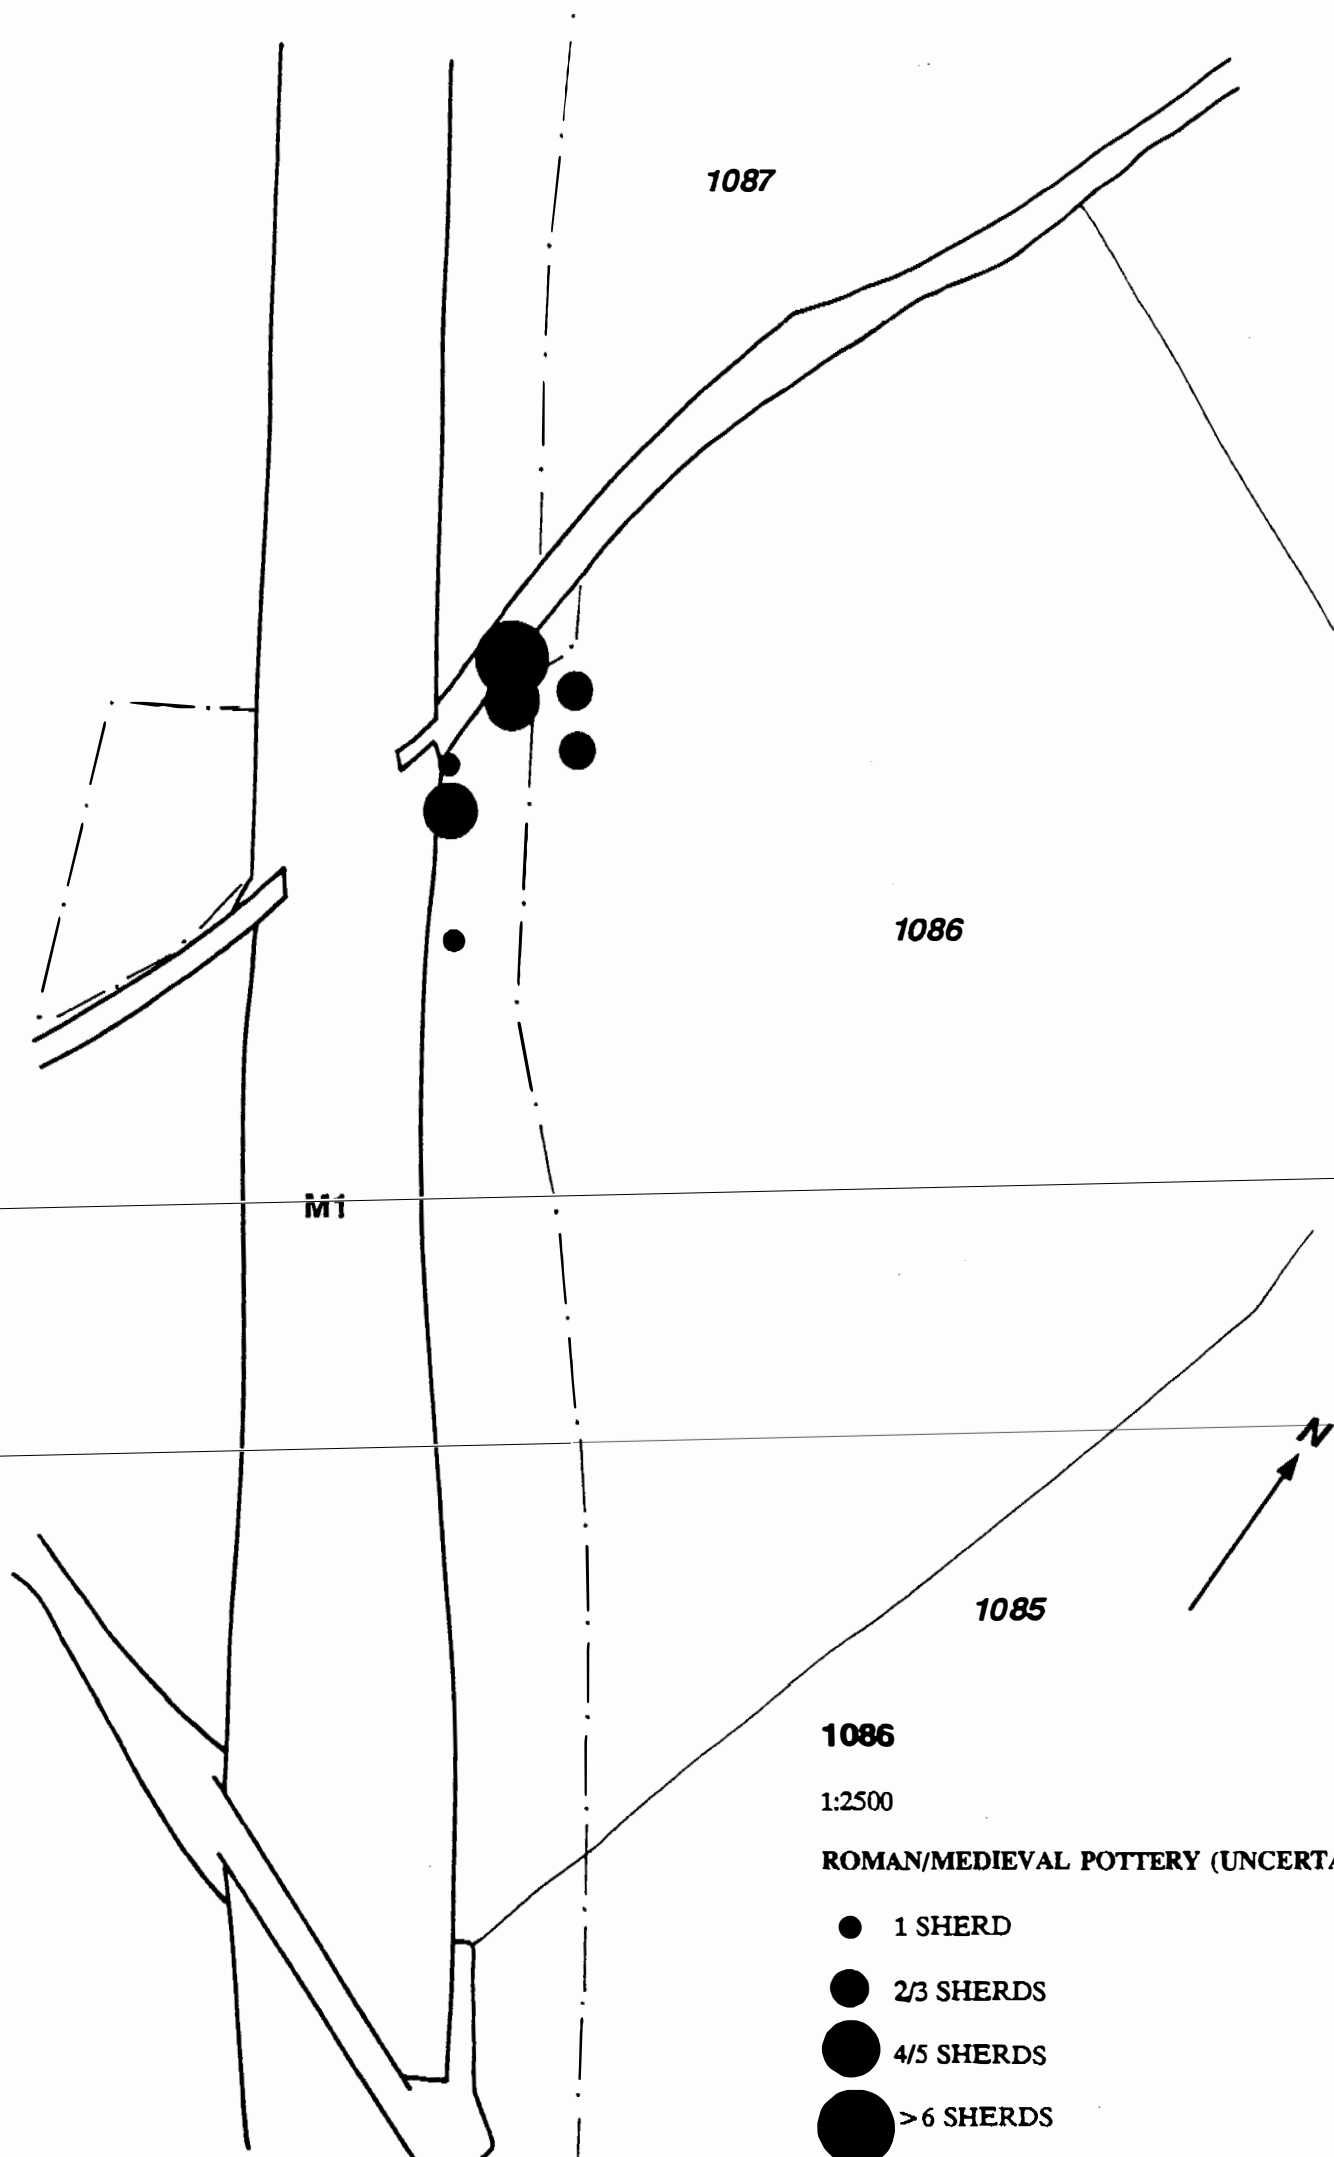 1087
1086
M1
N
1085
1086
1:2500
ROMAN/MEDIEVAL POTTERY
1 SHERD
2/3 SHERDS
4/5 SHERDS
>6 SHERDS